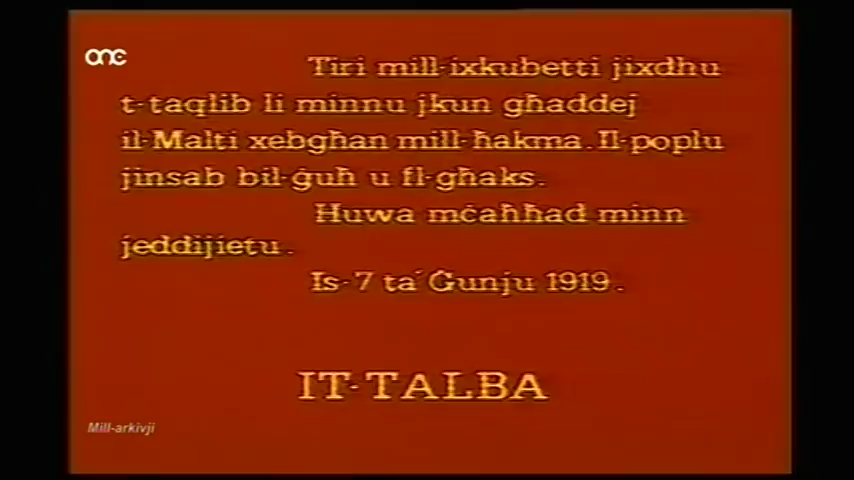 one
Tiri mill-ixkubetti jixdhu
t-taqlib li minnu jkun għaddej
il-Malti xebgħan mill-ħakma. Il-poplu
jinsab bil-ġuħ u fl-għaks.
Huwa mċaħħad minn
jeddijietu.
Is-7 ta' Ġunju 1919.
IT-TALBA
Mill-arkivji